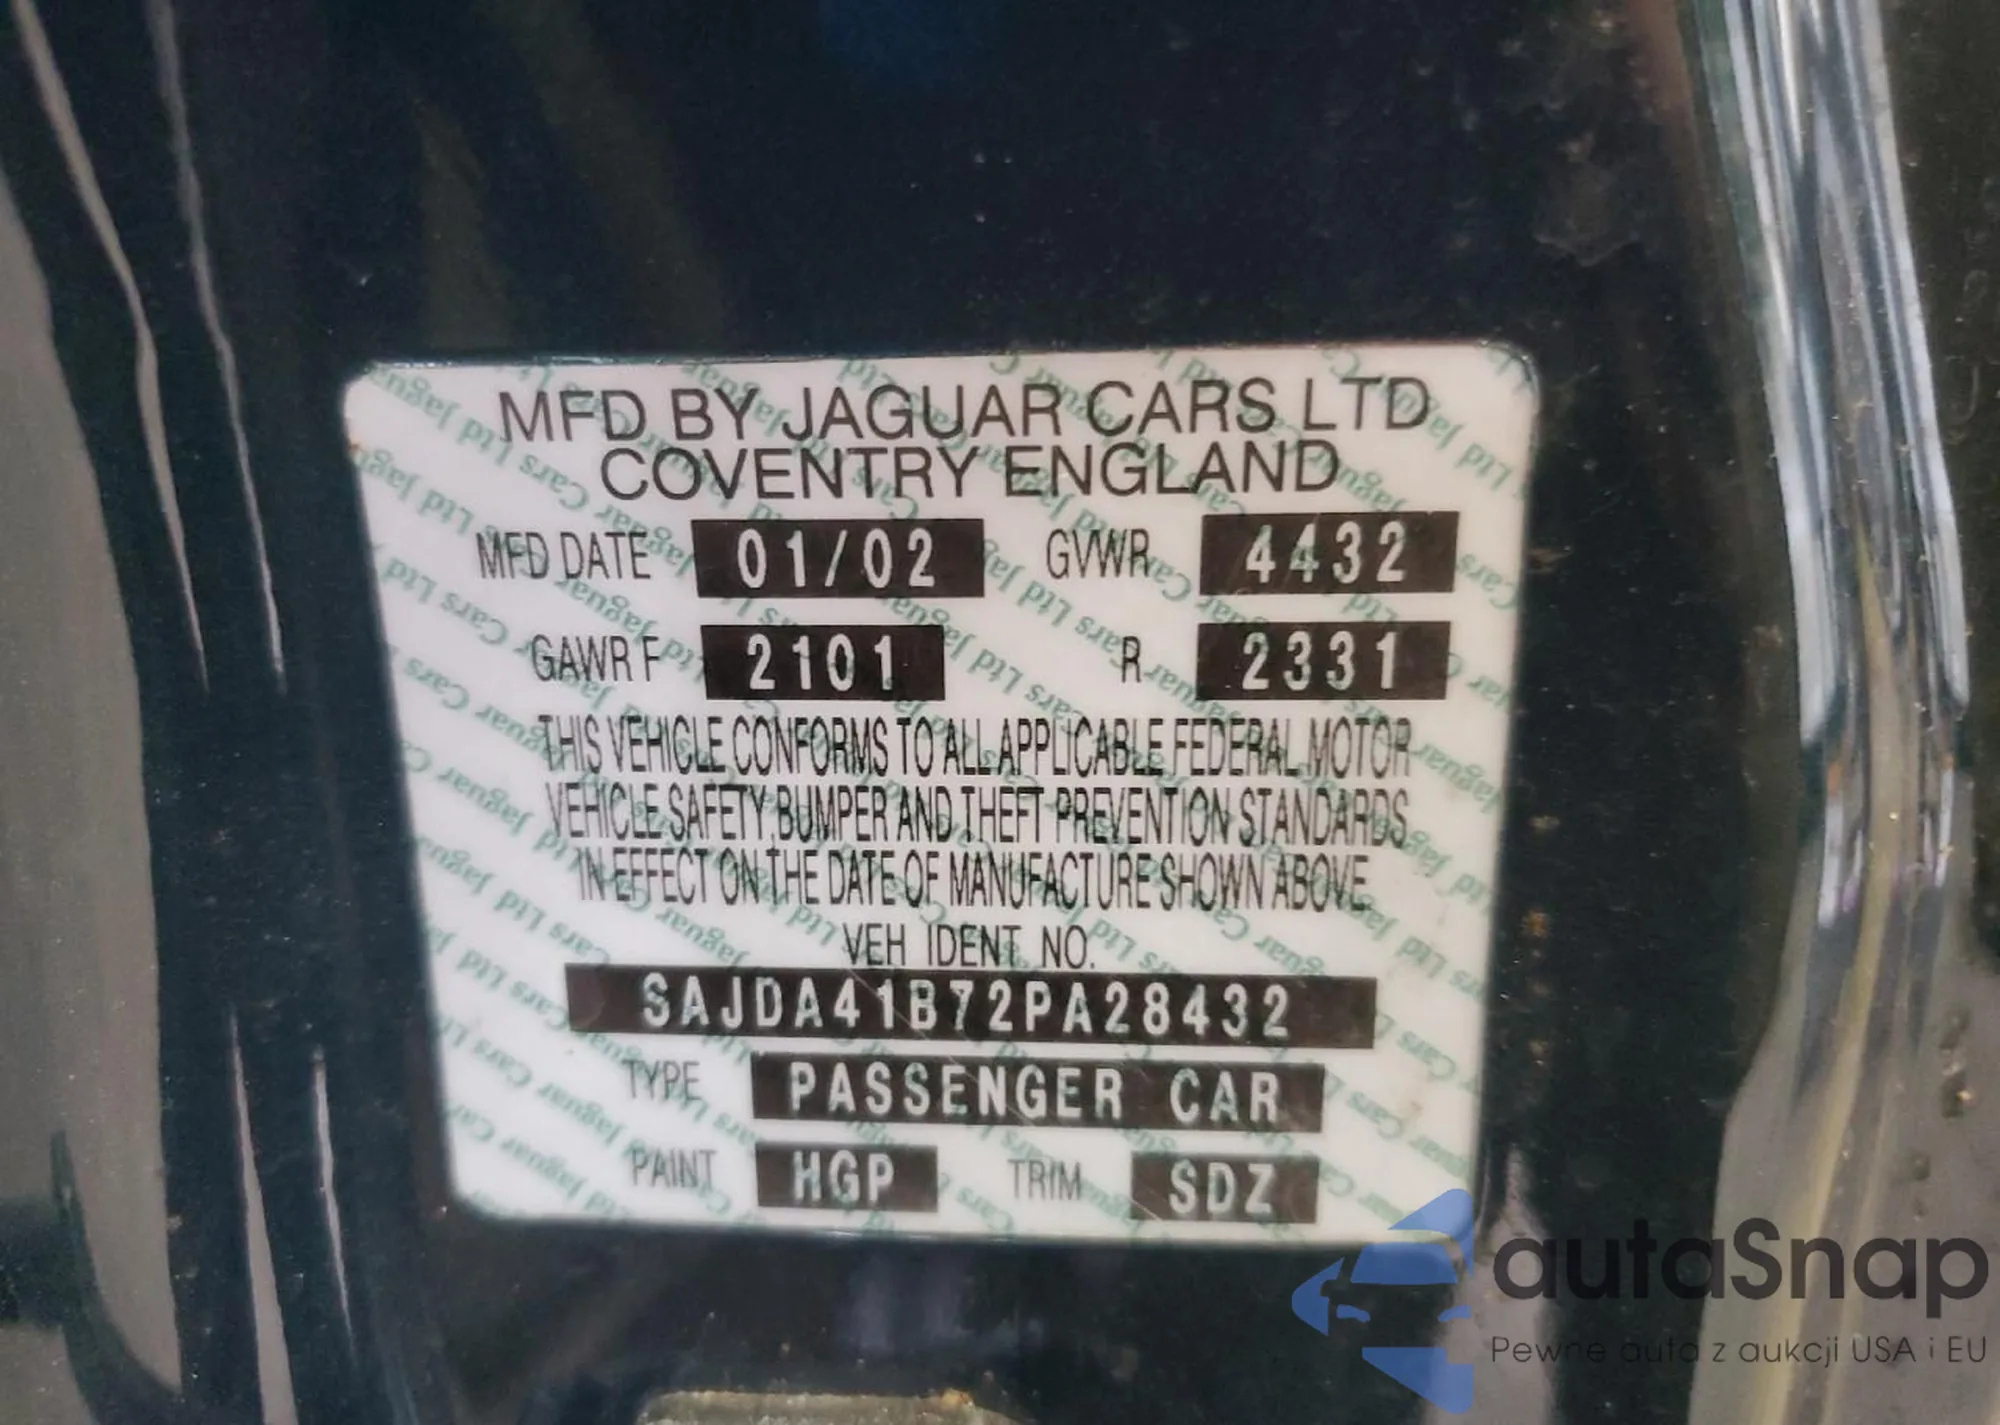 MFD BY JAGUAR CARS LTD
COVENTRY ENGLAND
MFD DATE 01/02 GVWR 4432
GAWR F 2101 R 2331
THIS VEHICLE CONFORMS TO ALL APPLICABLE FEDERAL MOTOR
VEHICLE SAFETY, BUMPER AND THEFT PREVENTION STANDARDS
IN EFFECT ON THE DATE OF MANUFACTURE SHOWN ABOVE
VEH IDENT NO.
SAJDA41B72PA28432
TYPE PASSENGER CAR
PAINT HGP TRIM SDZ
autaSnap
Pewne auta z aukcji USA i EU